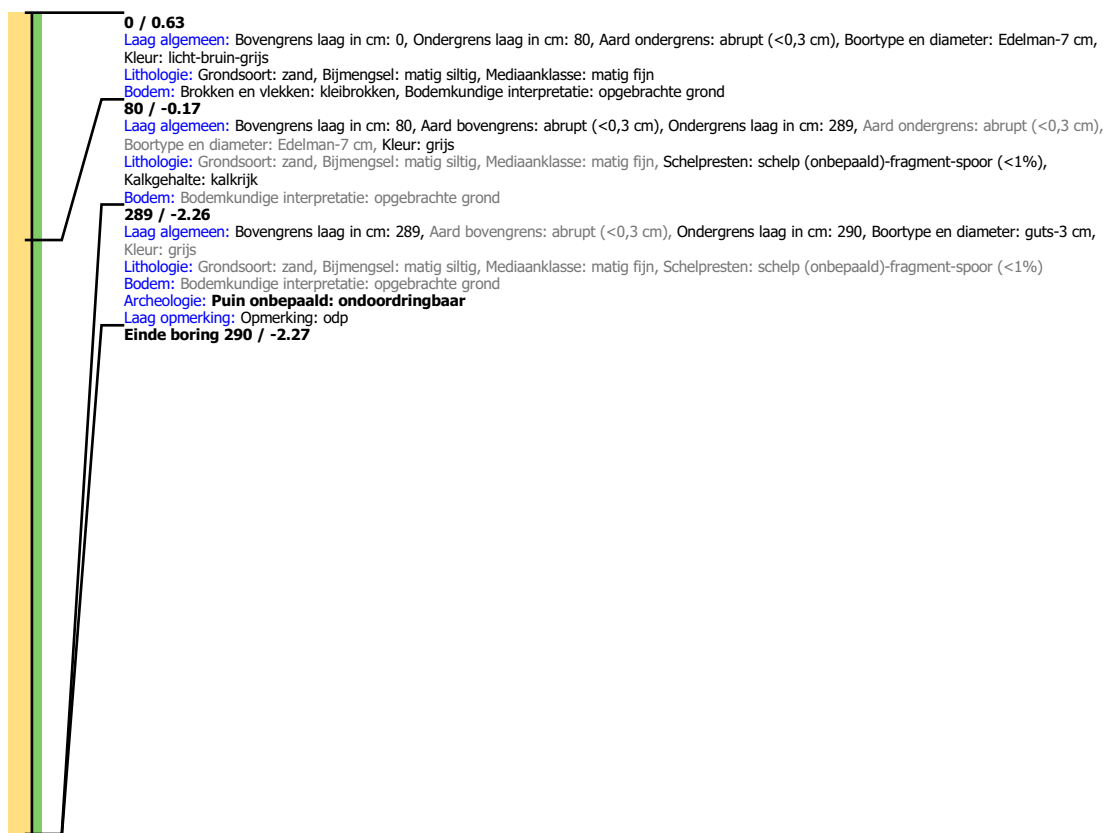 0 / 0.63
Laag algemeen: Bovengrens laag in cm: 0, Ondergrens laag in cm: 80, Aard ondergrens: abrupt (<0,3 cm), Boortype en diameter: Edelman-7 cm,
Kleur: licht-bruin-grijs
Lithologie: Grondsoort: zand, Bijmengsel: matig siltig, Mediaanklasse: matig fijn
Bodem: Brokken en vlekken: kleibrokken, Bodemkundige interpretatie: opgebrachte grond
80 / -0.17
Laag algemeen: Bovengrens laag in cm: 80, Aard bovengrens: abrupt (<0,3 cm), Ondergrens laag in cm: 289, Aard ondergrens: abrupt (<0,3 cm),
Boortype en diameter: Edelman-7 cm, Kleur: grijs
Lithologie: Grondsoort: zand, Bijmengsel: matig siltig, Mediaanklasse: matig fijn, Schelpresten: schelp (onbepaald)-fragment-spoor (<1%),
Kalkgehalte: kalkrijk
Bodem: Bodemkundige interpretatie: opgebrachte grond
289 / -2.26
Laag algemeen: Bovengrens laag in cm: 289, Aard bovengrens: abrupt (<0,3 cm), Ondergrens laag in cm: 290, Boortype en diameter: guts-3 cm,
Kleur: grijs
Lithologie: Grondsoort: zand, Bijmengsel: matig siltig, Mediaanklasse: matig fijn, Schelpresten: schelp (onbepaald)-fragment-spoor (<1%)
Bodem: Bodemkundige interpretatie: opgebrachte grond
Archeologie: Puin onbepaald: ondoordringbaar
Laag opmerking: Opmerking: odp
Einde boring 290 / -2.27